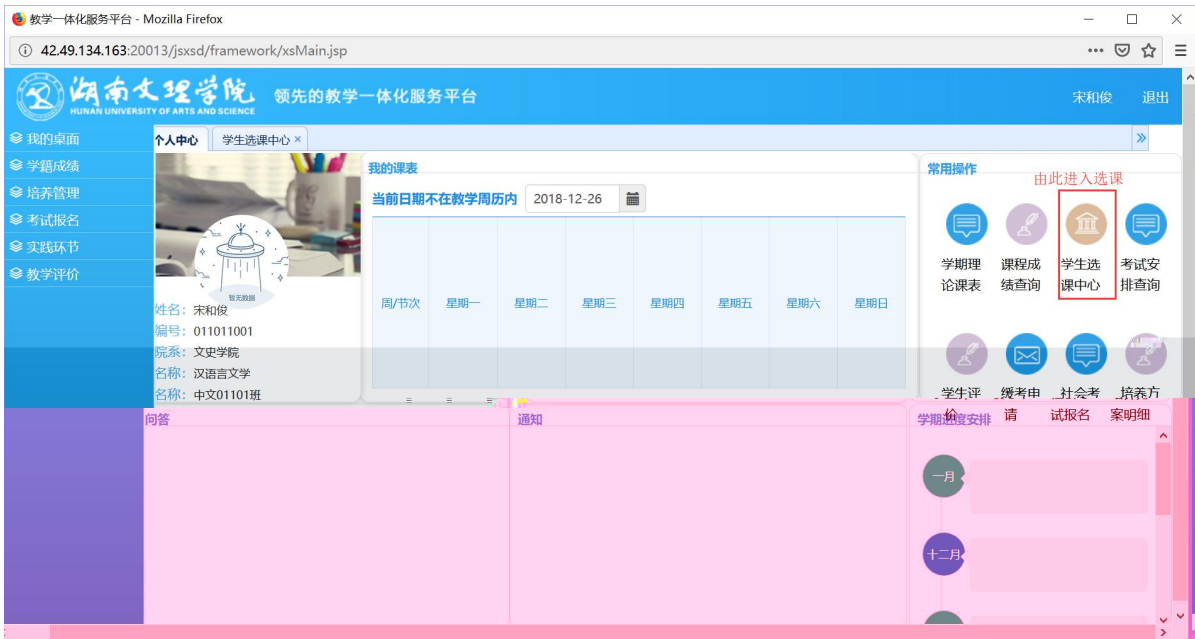 教学一体化服务平台 - Mozilla Firefox
42.49.134.163:20013/jsxsd/framework/xsMain.jsp
湖南文理学院
HUNAN UNIVERSITY OF ARTS AND SCIENCE
领先的教学一体化服务平台
宋和俊 退出
我的桌面
学籍成绩
培养管理
考试报名
实践环节
教学评价
个人中心 学生选课中心 ×
暂无数据
姓名：宋和俊
编号：011011001
院系：文史学院
名称：汉语言文学
名称：中文01101班
我的课表
当前日期不在教学周历内 2018-12-26
周/节次 星期一 星期二 星期三 星期四 星期五 星期六 星期日
常用操作
由此进入选课
学期理论课表
课程成绩查询
学生选课中心
考试安排查询
学生评价
缓考申请
社会考试报名
培养方案明细
问答
通知
学期进度安排
一月
十二月